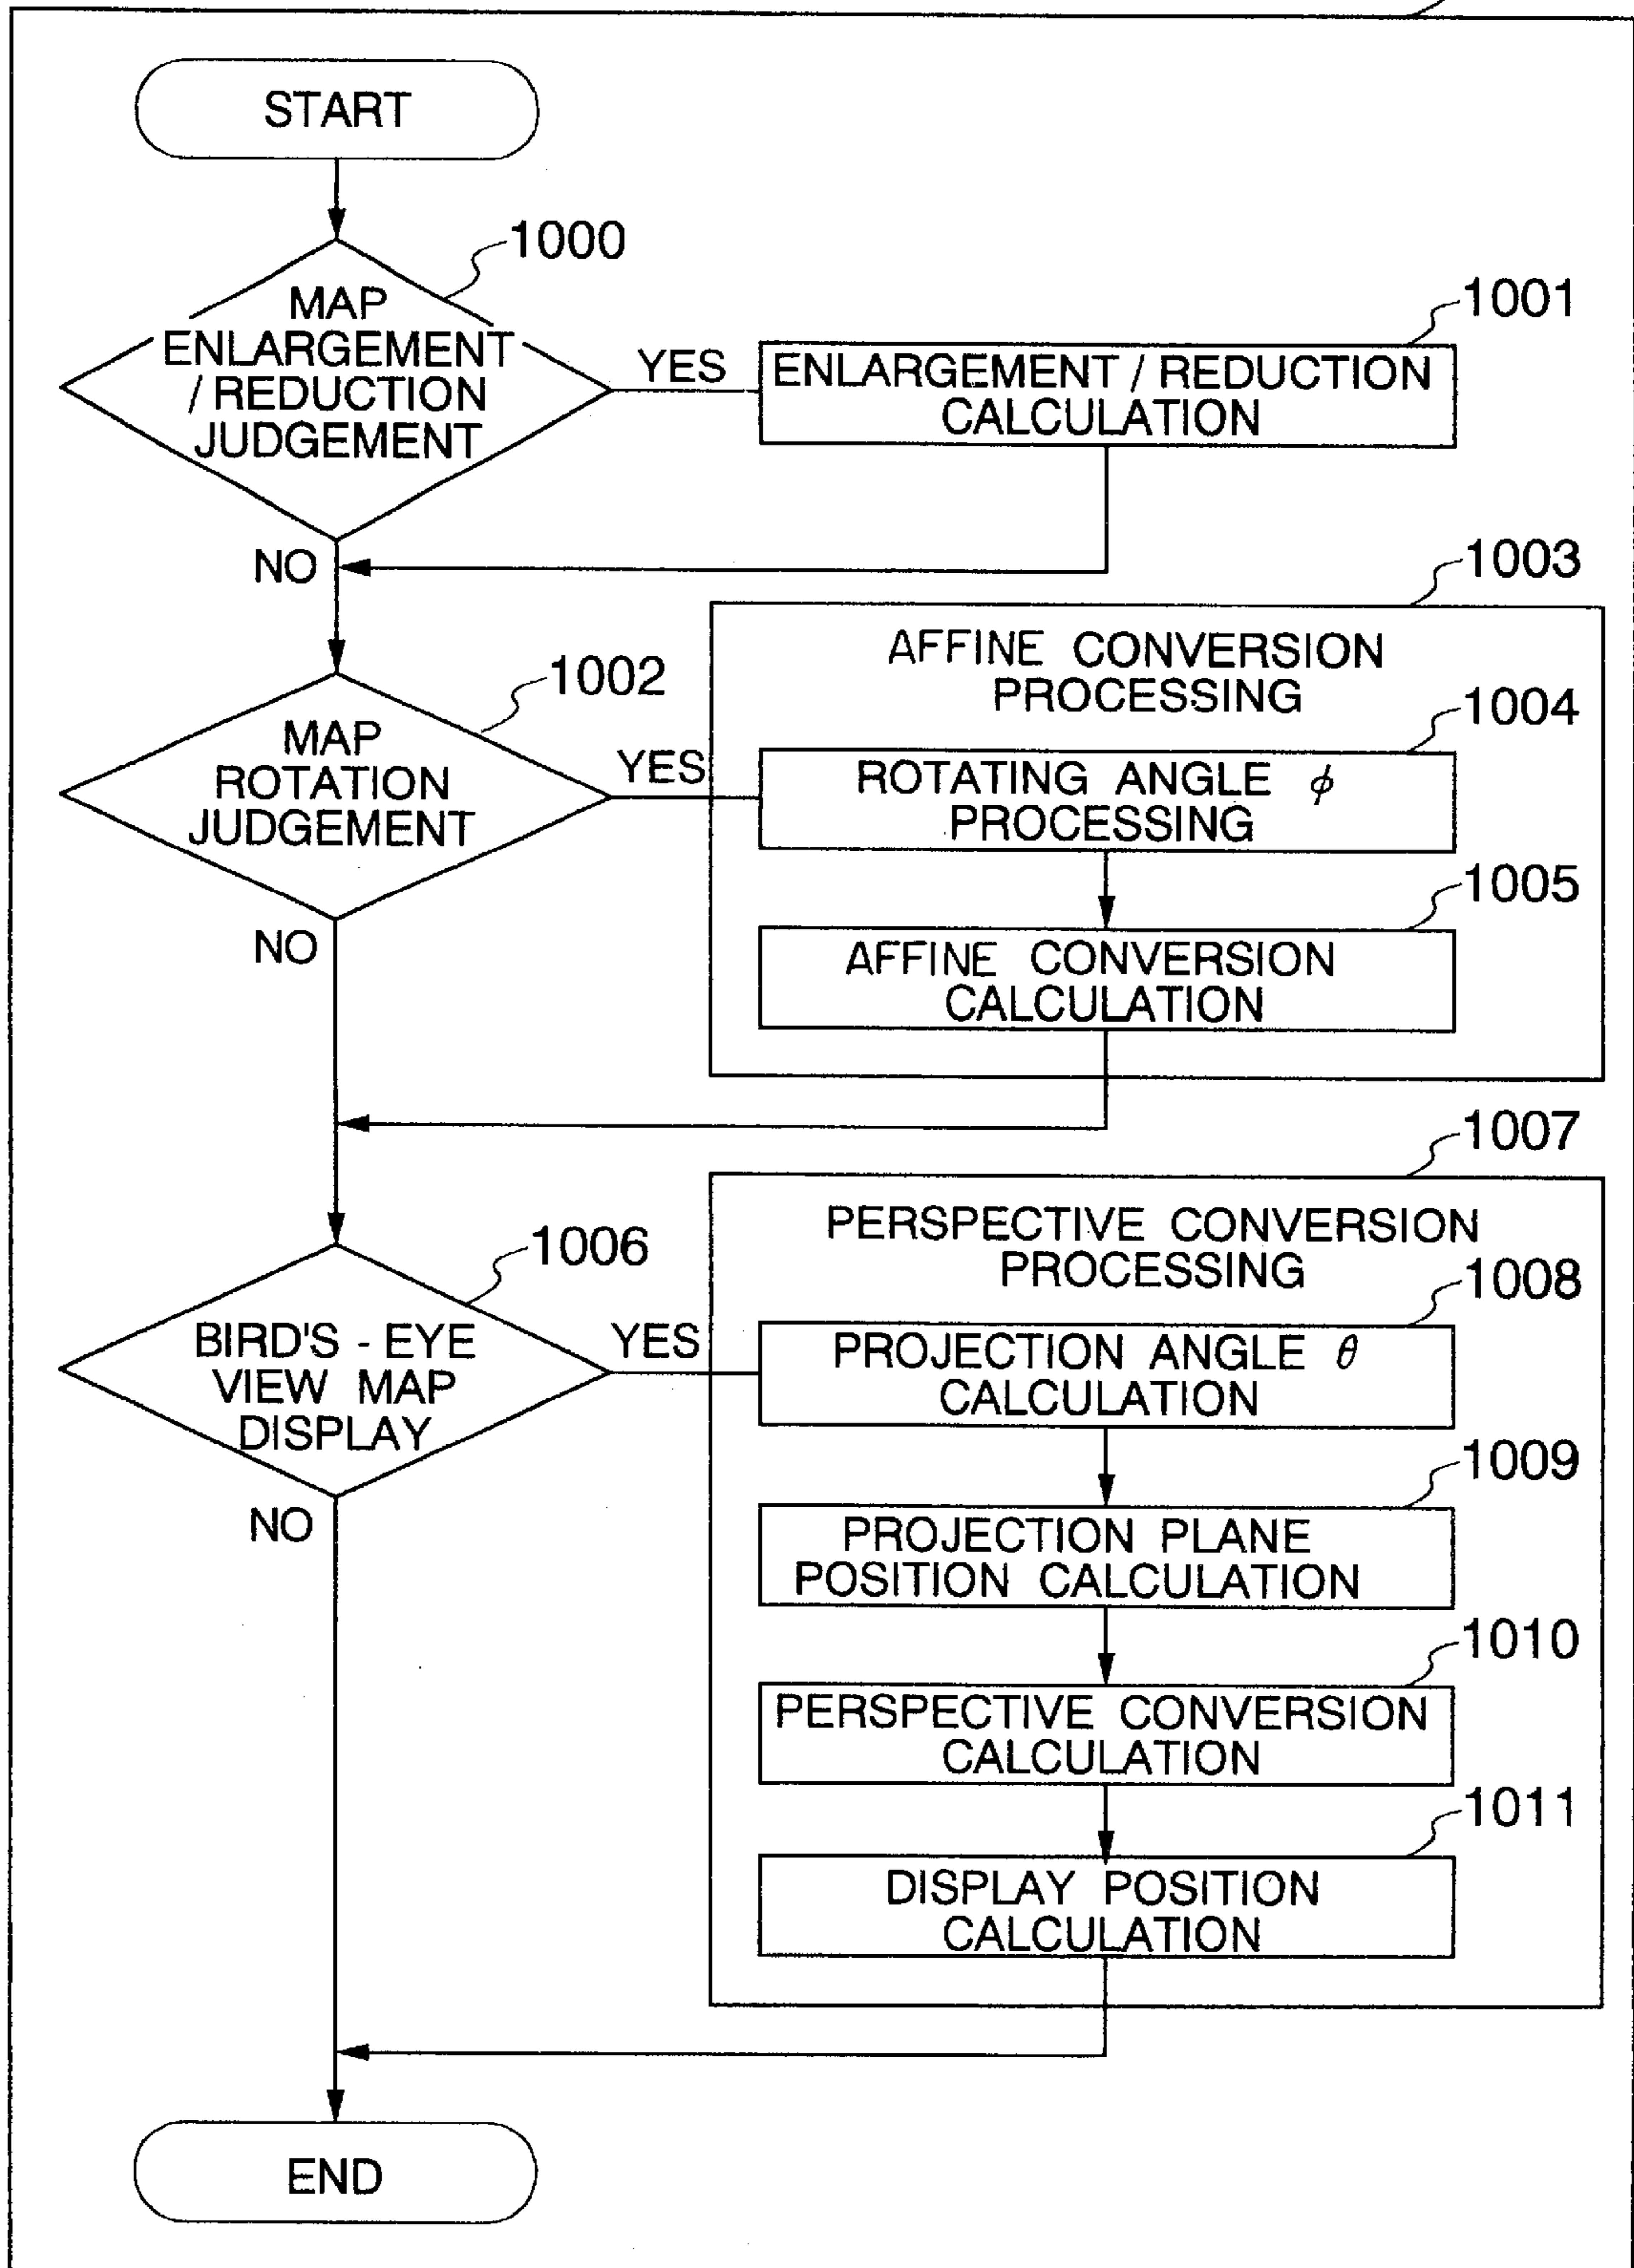 START
1000
MAP
ENLARGEMENT
/ REDUCTION
JUDGEMENT
YES
1001
ENLARGEMENT / REDUCTION
CALCULATION
NO
1002
MAP
ROTATION
JUDGEMENT
YES
1003
AFFINE CONVERSION
PROCESSING
1004
ROTATING ANGLE ϕ
PROCESSING
1005
AFFINE CONVERSION
CALCULATION
NO
1006
BIRD'S - EYE
VIEW MAP
DISPLAY
YES
1007
PERSPECTIVE CONVERSION
PROCESSING
1008
PROJECTION ANGLE θ
CALCULATION
1009
PROJECTION PLANE
POSITION CALCULATION
1010
PERSPECTIVE CONVERSION
CALCULATION
1011
DISPLAY POSITION
CALCULATION
NO
END